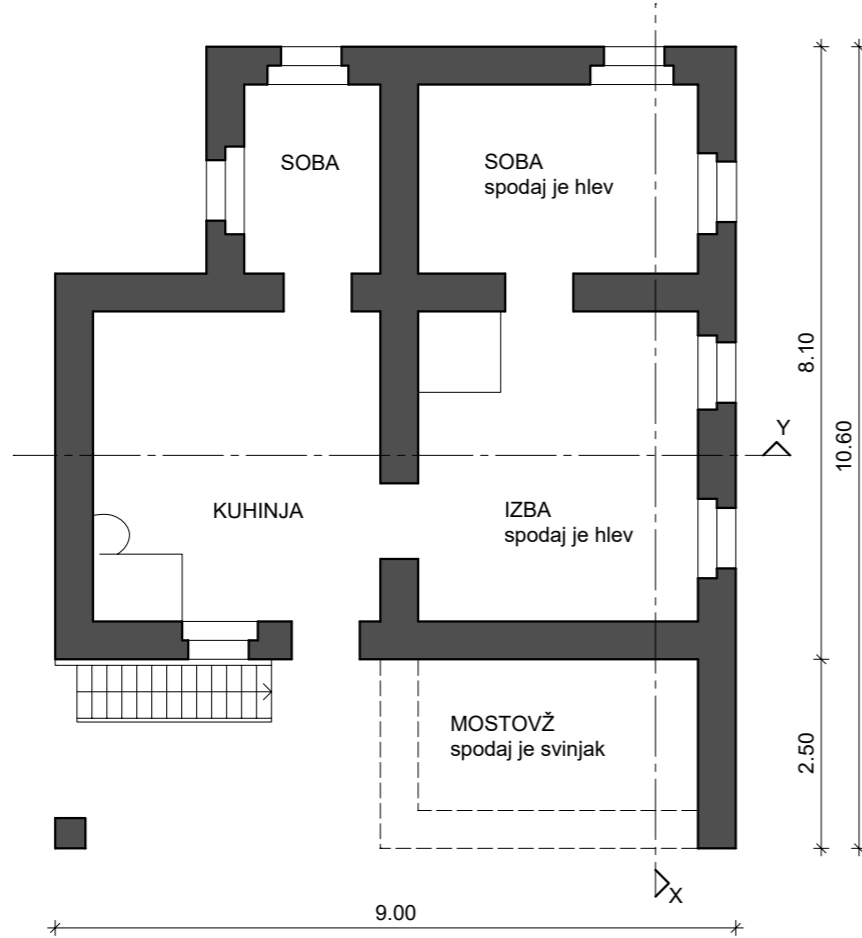 SOBA
SOBA
spodaj je hlev
8.10
10.60
Y
KUHINJA
IZBA
spodaj je hlev
MOSTOVŽ
spodaj je svinjak
2.50
X
9.00